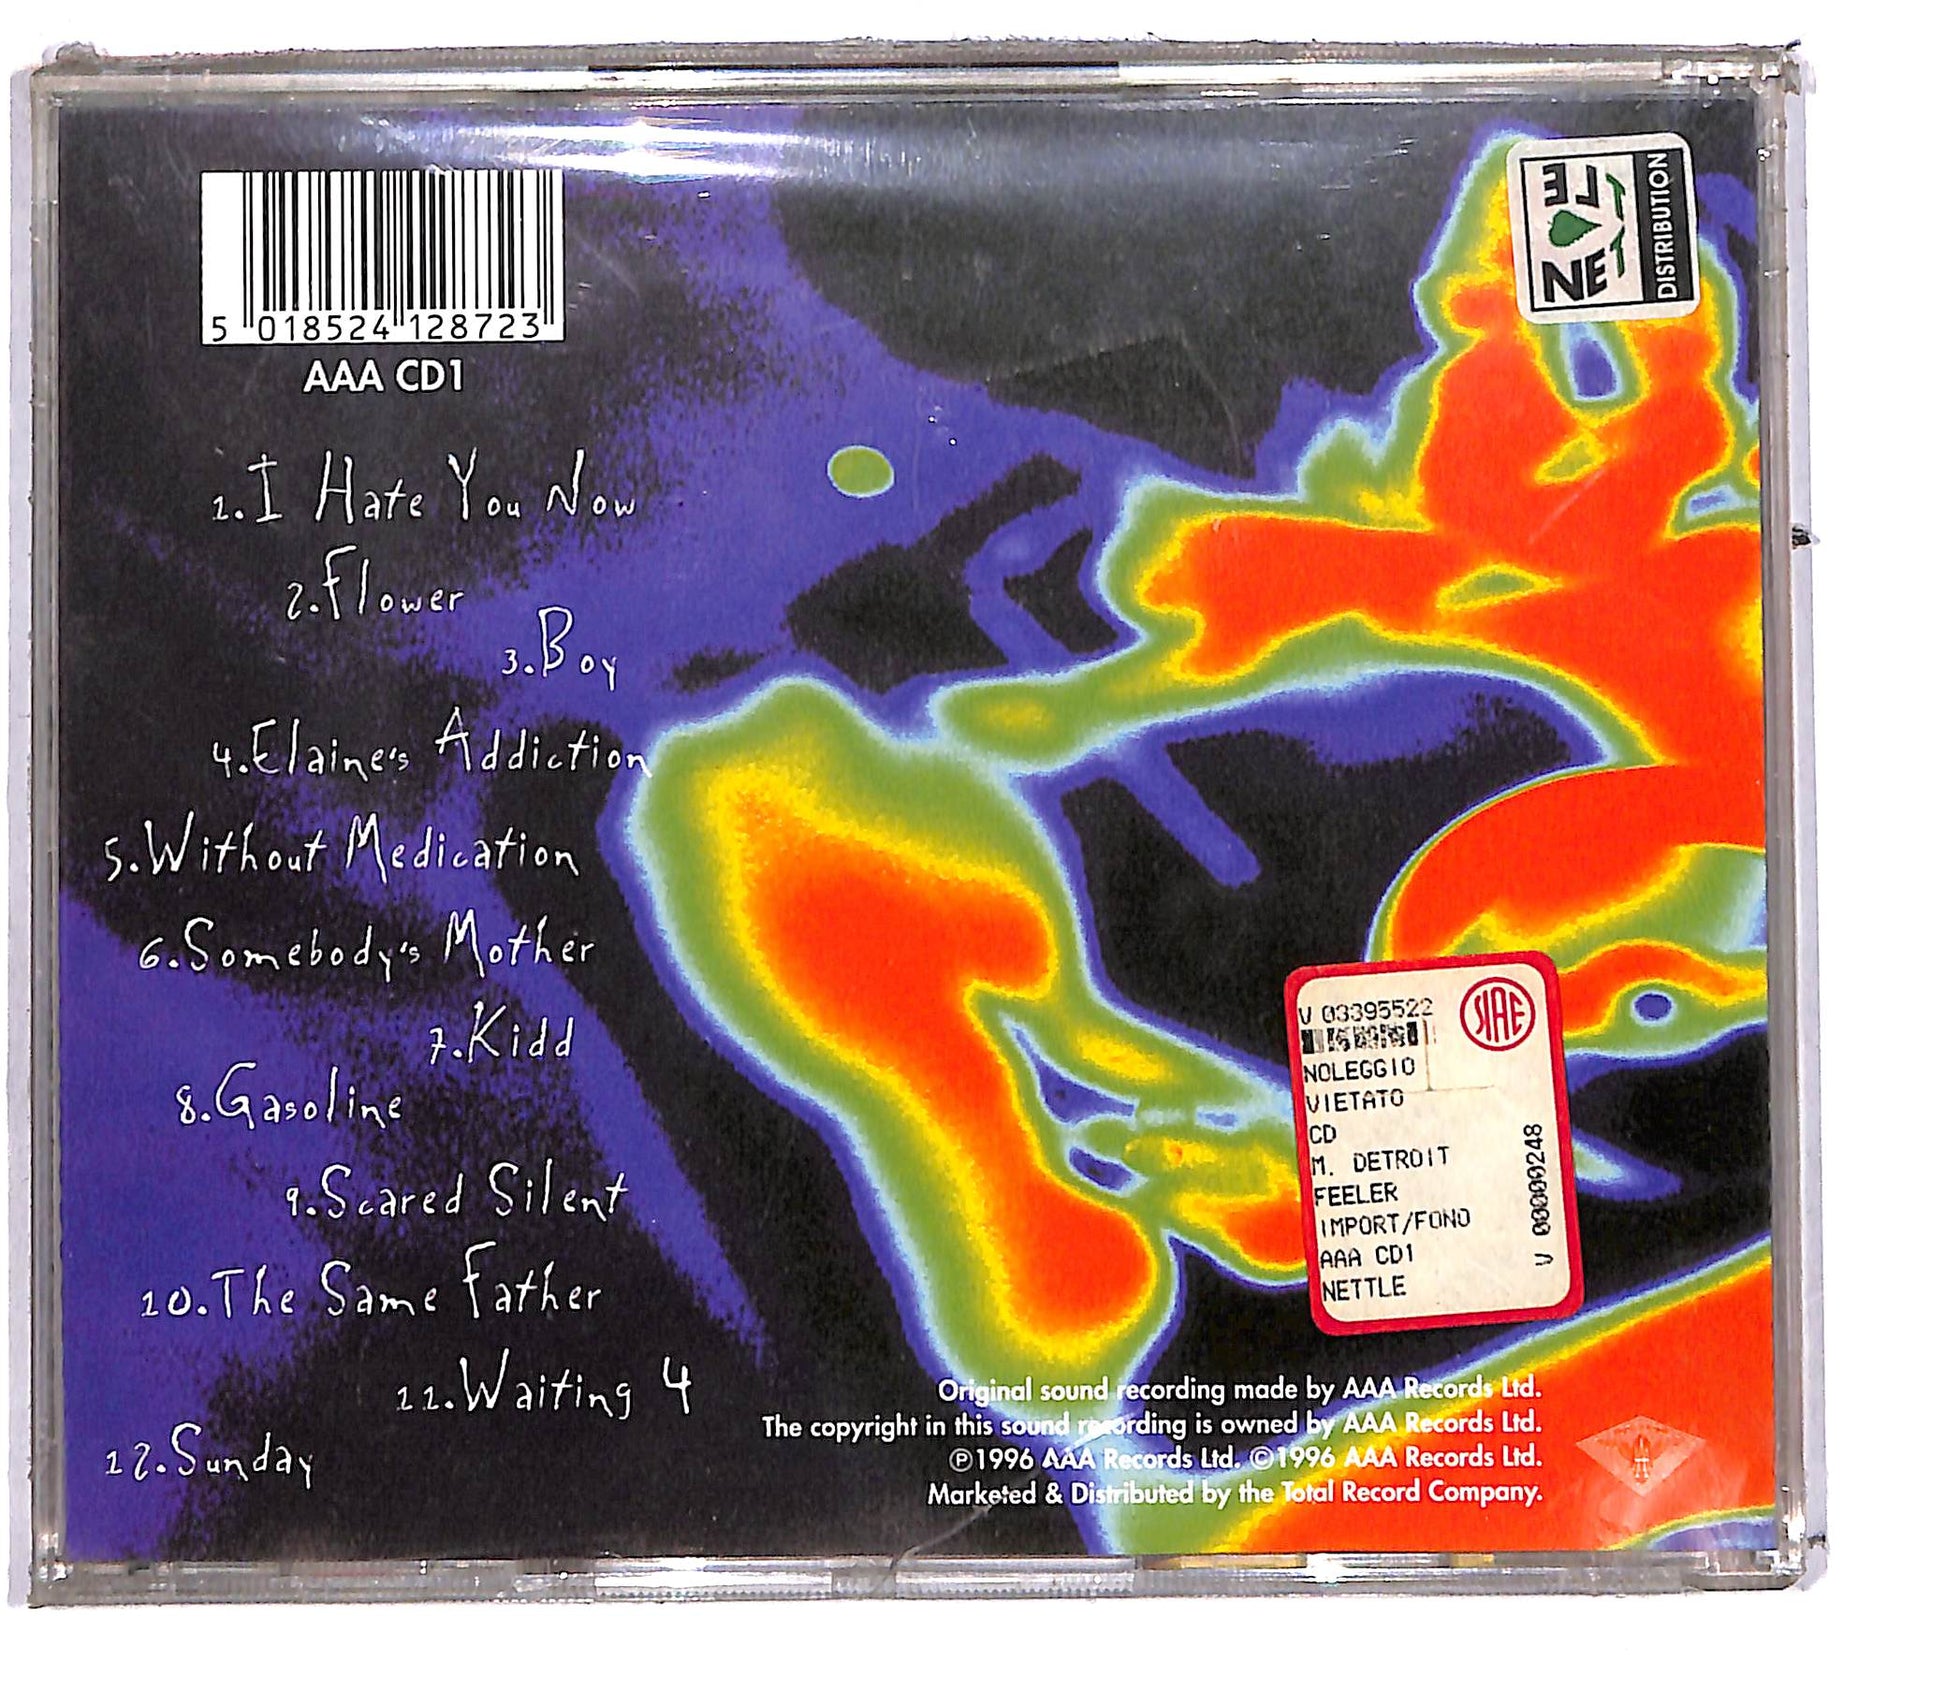 5 018524 128723
AAA CD1
1. I Hate You Now
2. Flower
3. Boy
4. Elaine's Addiction
5. Without Medication
6. Somebody's Mother
7. Kidd
8. Gasoline
9. Scared Silent
10. The Same Father
11. Waiting 4
12. Sunday
DISTRIBUTION
SIAE
V 03395522
NOLEGGIO
VIETATO
CD
M. DETROIT
FEELER
IMPORT/FONO
AAA CD1
NETTLE
V 00000248
Original sound recording made by AAA Records Ltd.
The copyright in this sound recording is owned by AAA Records Ltd.
℗1996 AAA Records Ltd. ©1996 AAA Records Ltd.
Marketed & Distributed by the Total Record Company.